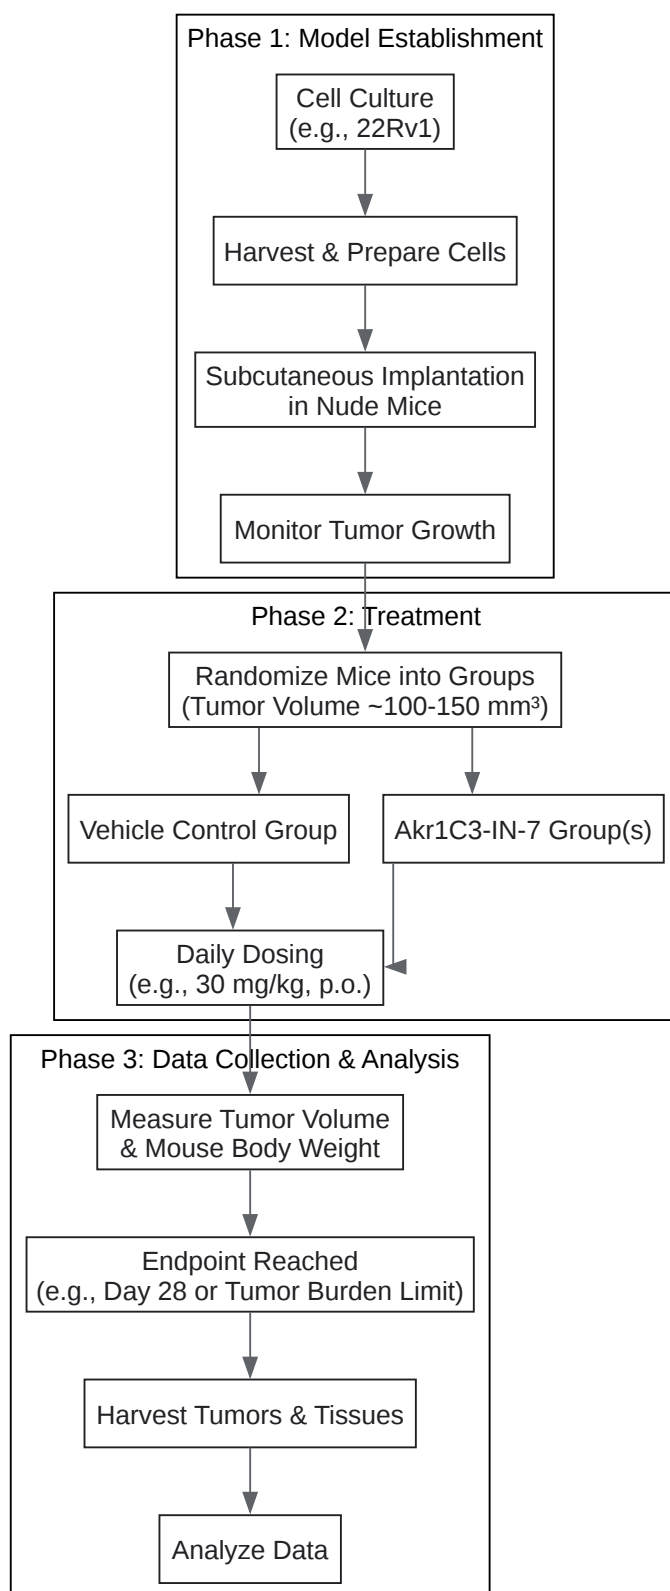 Phase 1: Model Establishment
Cell Culture
(e.g., 22Rv1)
Harvest & Prepare Cells
Subcutaneous Implantation
in Nude Mice
Monitor Tumor Growth
Phase 2: Treatment
Randomize Mice into Groups
(Tumor Volume ~100-150 mm³)
Vehicle Control Group
Akr1C3-IN-7 Group(s)
Daily Dosing
(e.g., 30 mg/kg, p.o.)
Phase 3: Data Collection & Analysis
Measure Tumor Volume
& Mouse Body Weight
Endpoint Reached
(e.g., Day 28 or Tumor Burden Limit)
Harvest Tumors & Tissues
Analyze Data